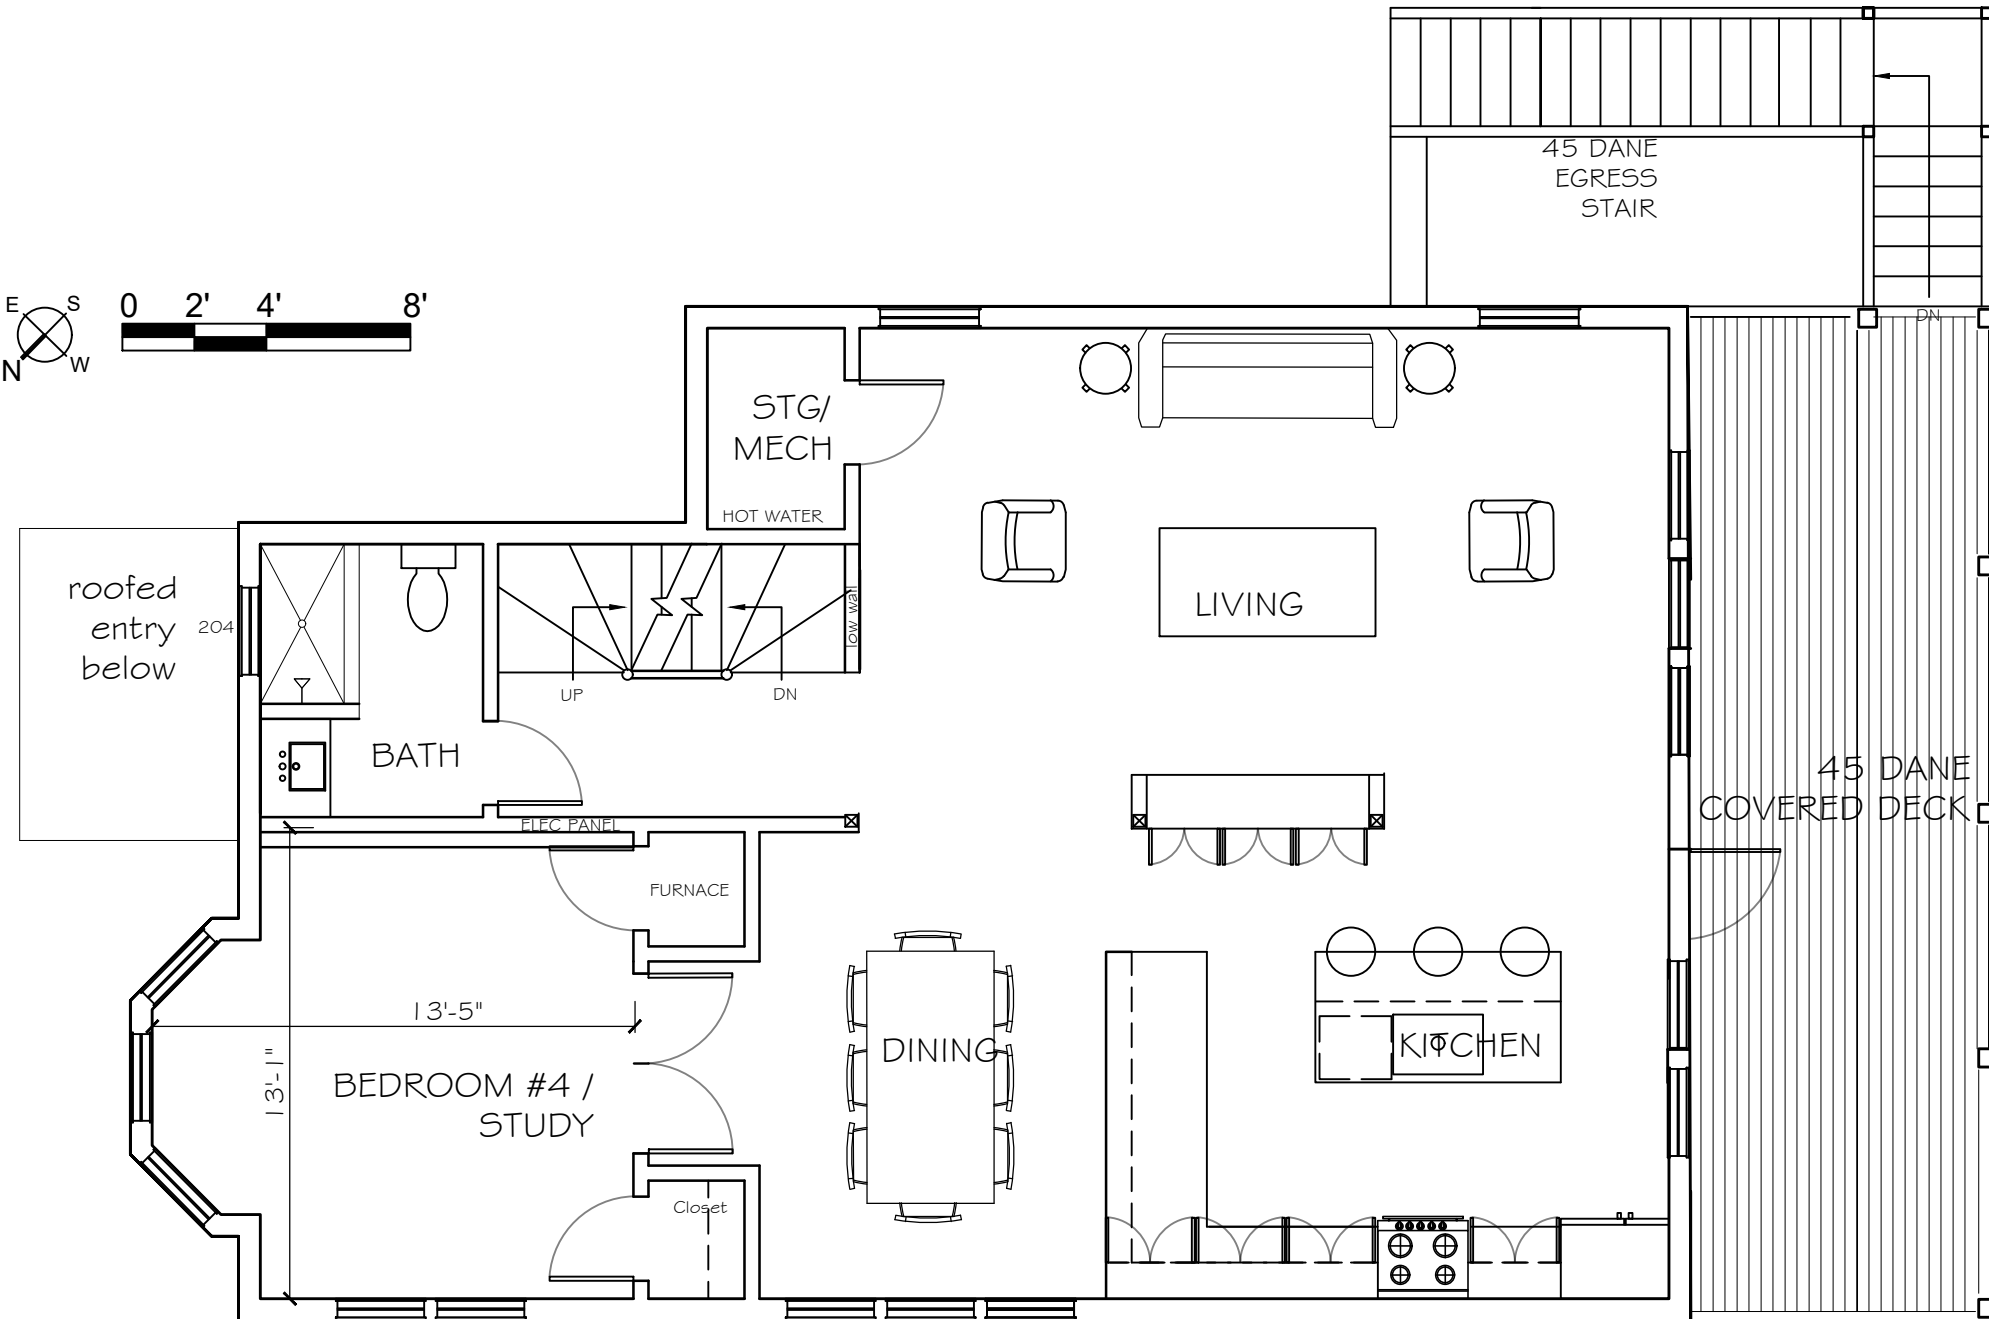 45 DANE
EGRESS
STAIR
E
S
N
W
0 2' 4' 8'
DN
STG/
MECH
HOT WATER
roofed
entry
below
204
low wall
LIVING
UP
DN
BATH
45 DANE
COVERED DECK
ELEC PANEL
FURNACE
13'-5"
13'-1"
DINING
KITCHEN
BEDROOM #4 /
STUDY
Closet